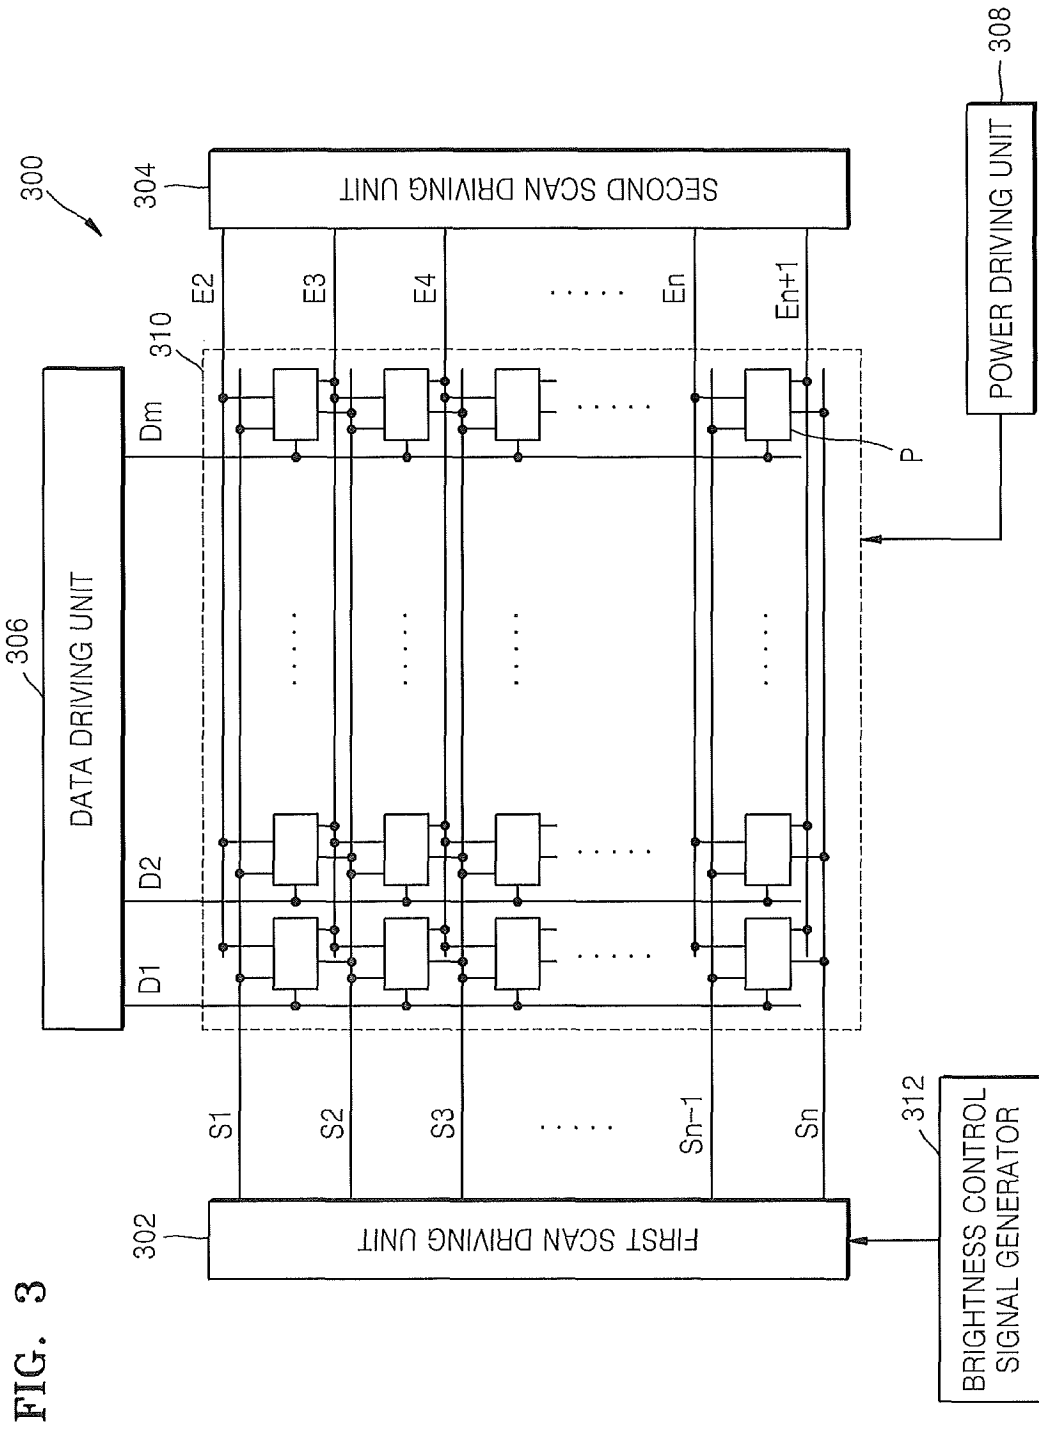 FIG. 3
300
306
DATA DRIVING UNIT
D1
D2
Dm
310
302
FIRST SCAN DRIVING UNIT
304
SECOND SCAN DRIVING UNIT
S1
E2
S2
E3
S3
E4
. . . . .
. . . . .
Sn-1
En
Sn
En+1
P
312
BRIGHTNESS CONTROL
SIGNAL GENERATOR
308
POWER DRIVING UNIT